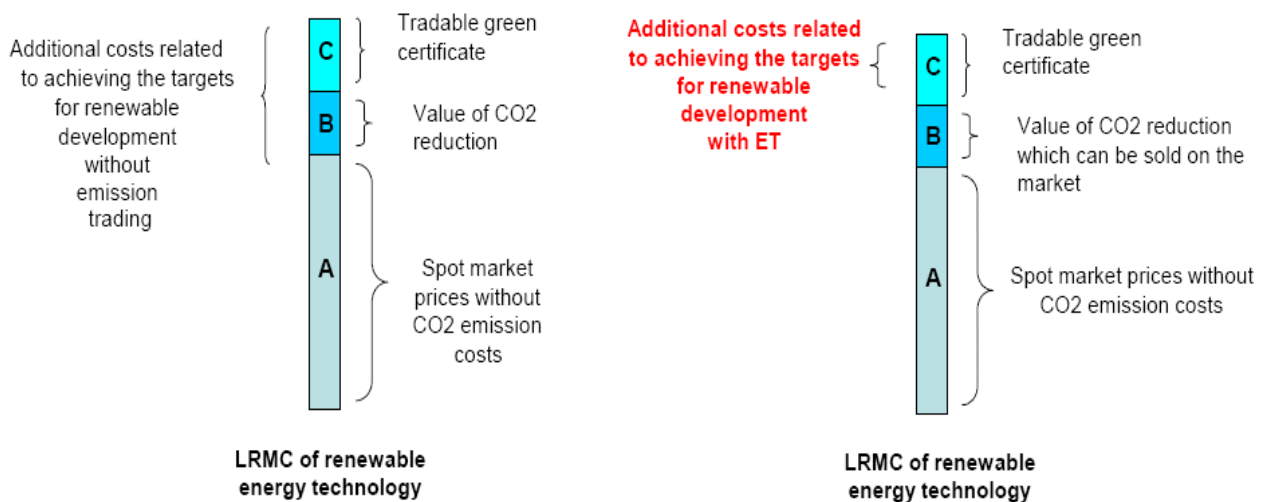 Additional costs related
to achieving the targets
for renewable
development
without
emission
trading
C
B
A
Tradable green
certificate
Value of CO2
reduction
Spot market
prices without
CO2 emission
costs
LRMC of renewable
energy technology
Additional costs related
to achieving the targets
for renewable
development
with ET
C
B
A
Tradable green
certificate
Value of CO2 reduction
which can be sold on the
market
Spot market prices without
CO2 emission costs
LRMC of renewable
energy technology